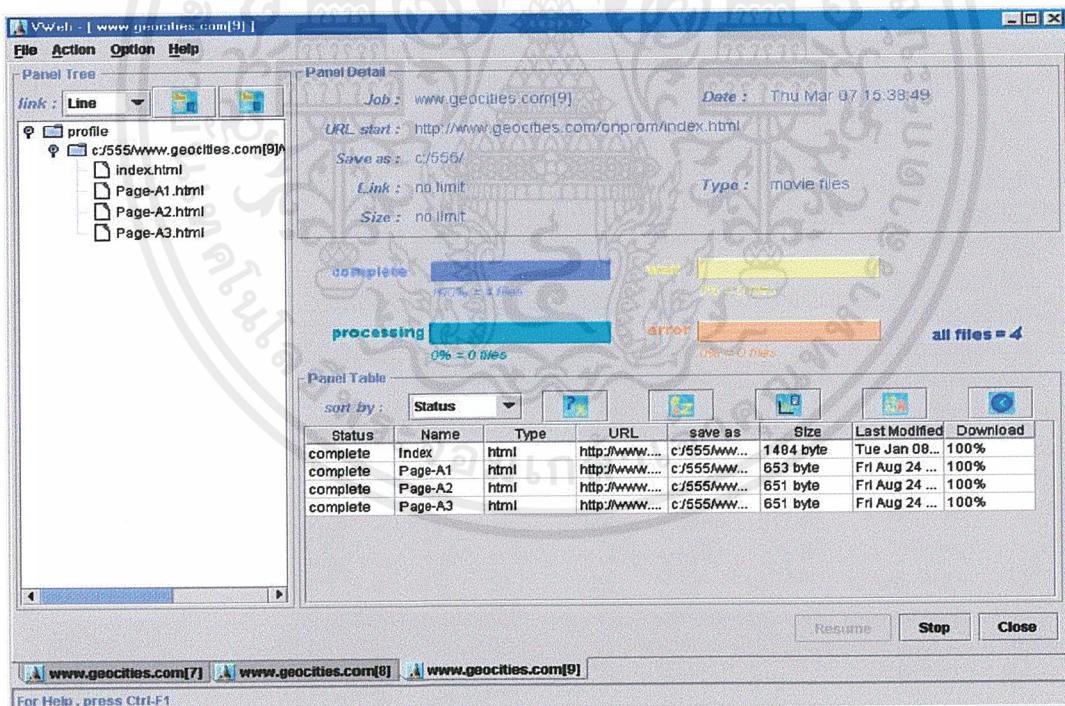 VWeb - [ www.geocities.com[9] ]
File Action Option Help
Panel Tree
link : Line
profile
c:/555/www.geocities.com[9]/
index.html
Page-A1.html
Page-A2.html
Page-A3.html
Panel Detail
Job : www.geocities.com[9] Date : Thu Mar 07 15:38:49
URL start : http://www.geocities.com/onprom/index.html
Save as : c:/555/
Link : no limit Type : movie files
Size : no limit
complete wait
100% = 4 files 0% = 0 files
processing error all files = 4
0% = 0 files 0% = 0 files
Panel Table
sort by : Status
Status Name Type URL save as Size Last Modified Download
complete Index html http://www.... c:/555/ww... 1484 byte Tue Jan 08... 100%
complete Page-A1 html http://www.... c:/555/ww... 653 byte Fri Aug 24 ... 100%
complete Page-A2 html http://www.... c:/555/ww... 651 byte Fri Aug 24 ... 100%
complete Page-A3 html http://www.... c:/555/ww... 651 byte Fri Aug 24 ... 100%
Resume Stop Close
www.geocities.com[7] www.geocities.com[8] www.geocities.com[9]
For Help , press Ctrl-F1